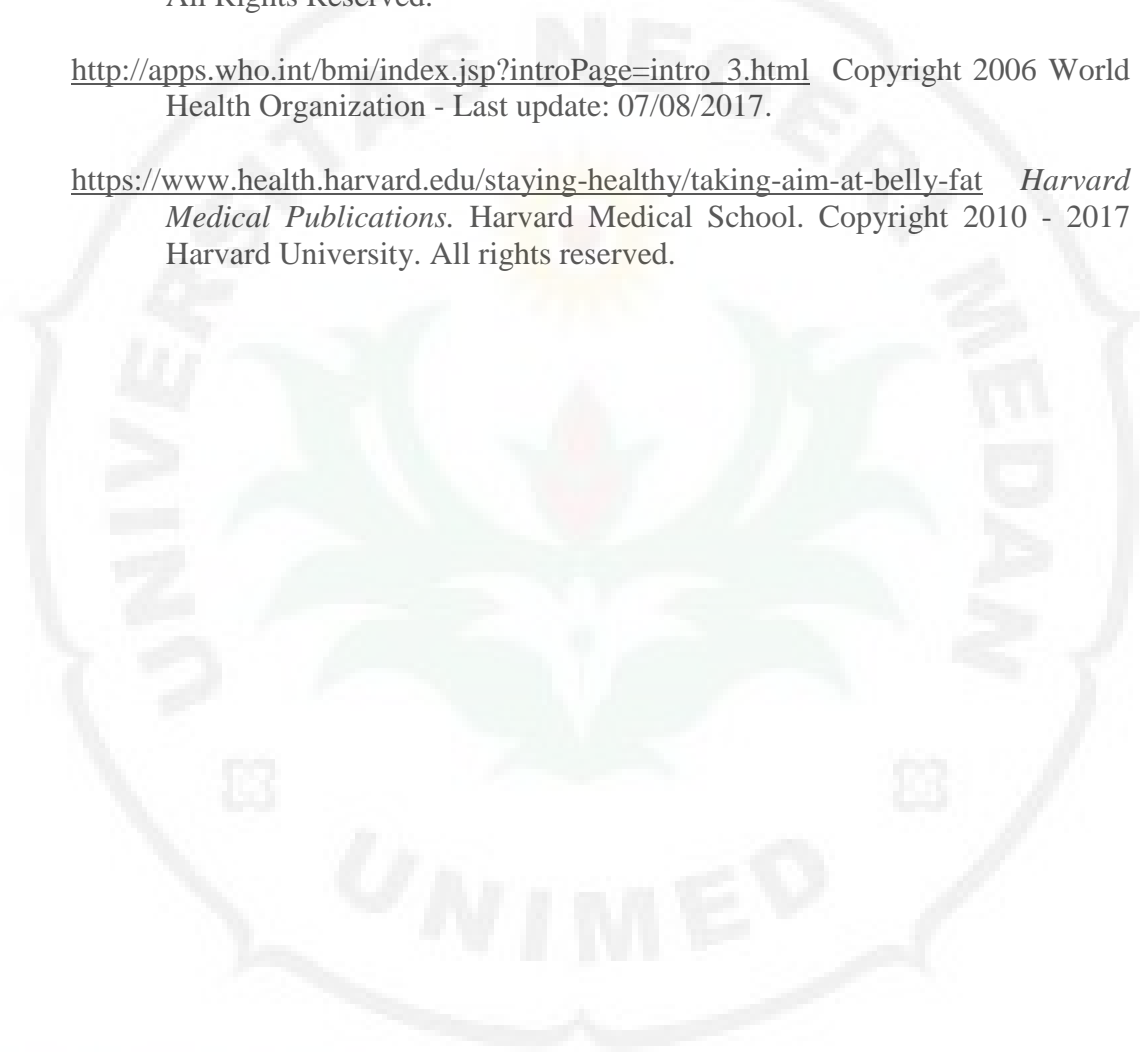 All Rights Reserved.
http://apps.who.int/bmi/index.jsp?introPage=intro_3.html Copyright 2006 World
Health Organization - Last update: 07/08/2017.
https://www.health.harvard.edu/staying-healthy/taking-aim-at-belly-fat Harvard
Medical Publications. Harvard Medical School. Copyright 2010 - 2017
Harvard University. All rights reserved.
UNIVERSITAS NEGERI MEDAN
UNIMED